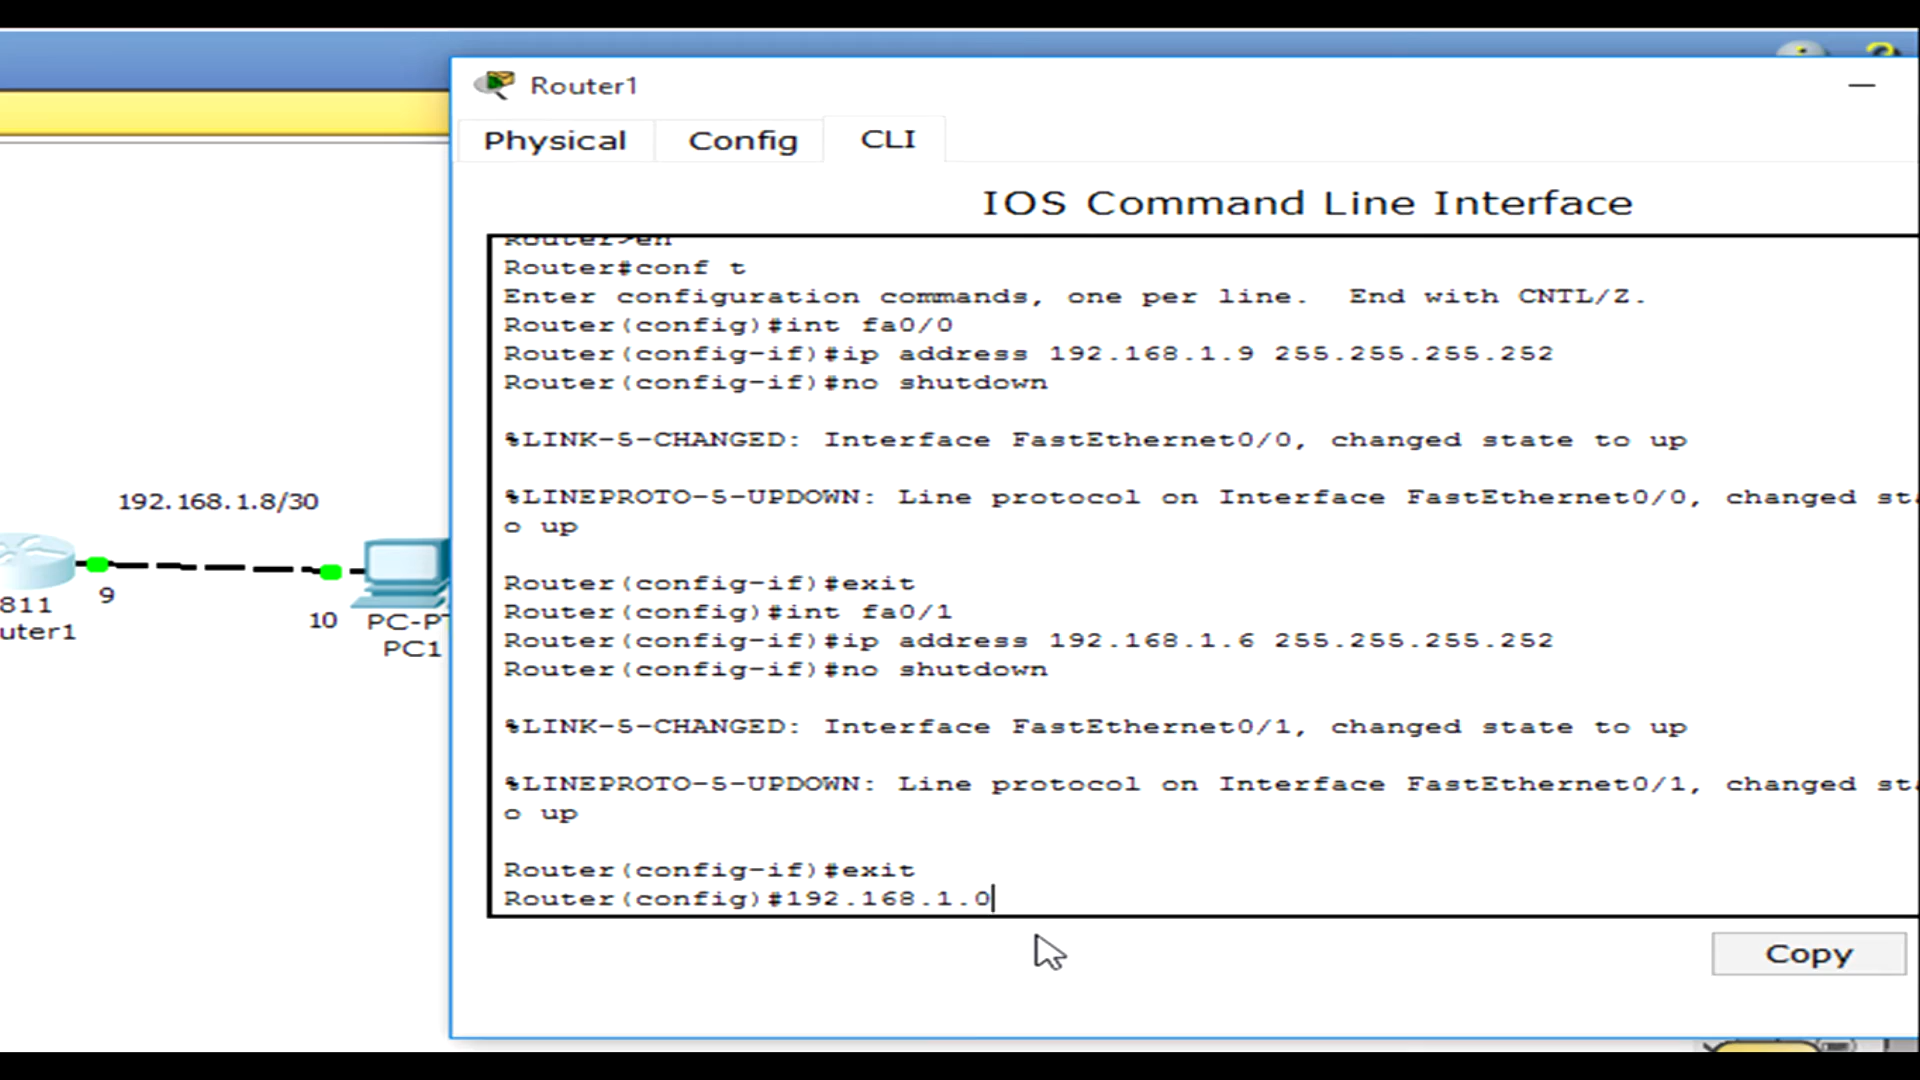 Router1
Physical
Config
CLI
IOS Command Line Interface
Router>en
Router#conf t
Enter configuration commands, one per line.  End with CNTL/Z.
Router(config)#int fa0/0
Router(config-if)#ip address 192.168.1.9 255.255.255.252
Router(config-if)#no shutdown
%LINK-5-CHANGED: Interface FastEthernet0/0, changed state to up
%LINEPROTO-5-UPDOWN: Line protocol on Interface FastEthernet0/0, changed st
o up
Router(config-if)#exit
Router(config)#int fa0/1
Router(config-if)#ip address 192.168.1.6 255.255.255.252
Router(config-if)#no shutdown
%LINK-5-CHANGED: Interface FastEthernet0/1, changed state to up
%LINEPROTO-5-UPDOWN: Line protocol on Interface FastEthernet0/1, changed st
o up
Router(config-if)#exit
Router(config)#192.168.1.0
Copy
192.168.1.8/30
9
10
811
uter1
PC-PT
PC1